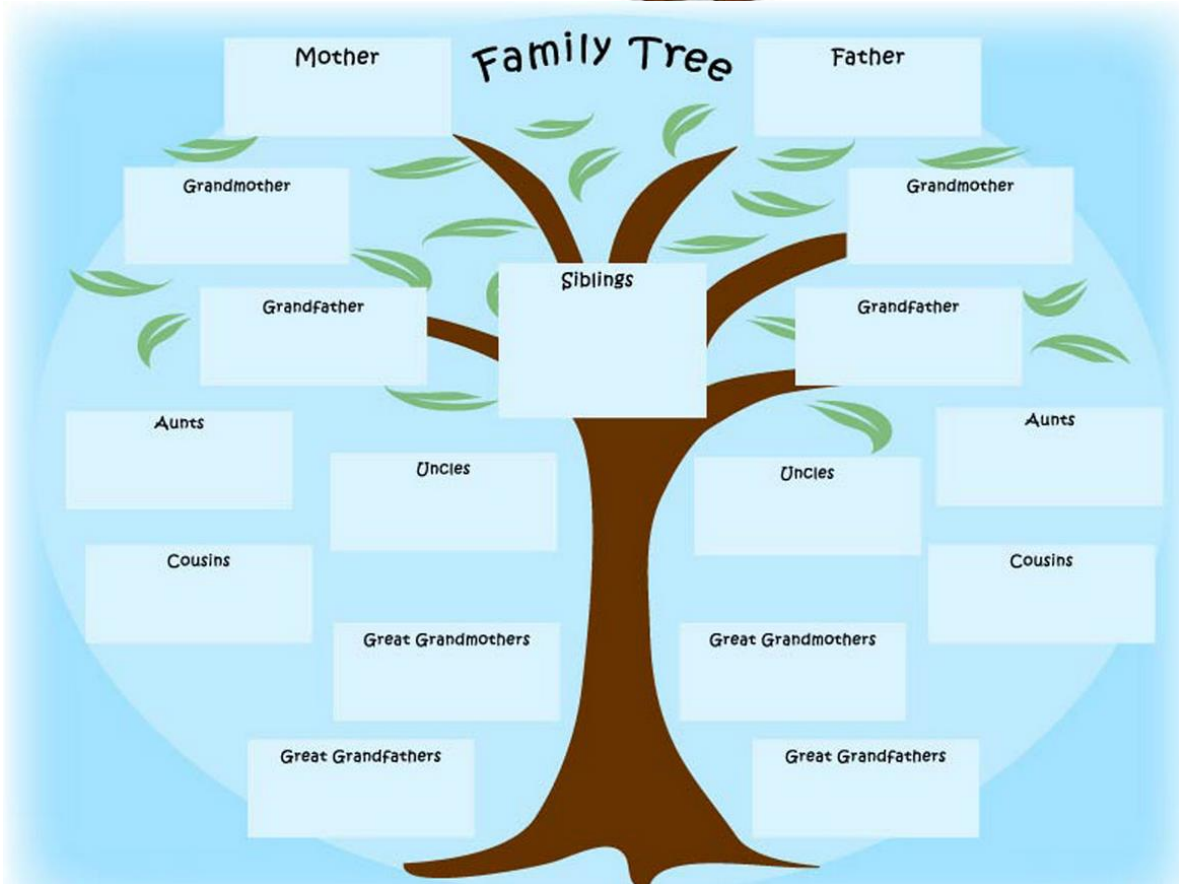 Family Tree
Mother
Father
Grandmother
Grandmother
Siblings
Grandfather
Grandfather
Aunts
Aunts
Uncles
Uncles
Cousins
Cousins
Great Grandmothers
Great Grandmothers
Great Grandfathers
Great Grandfathers